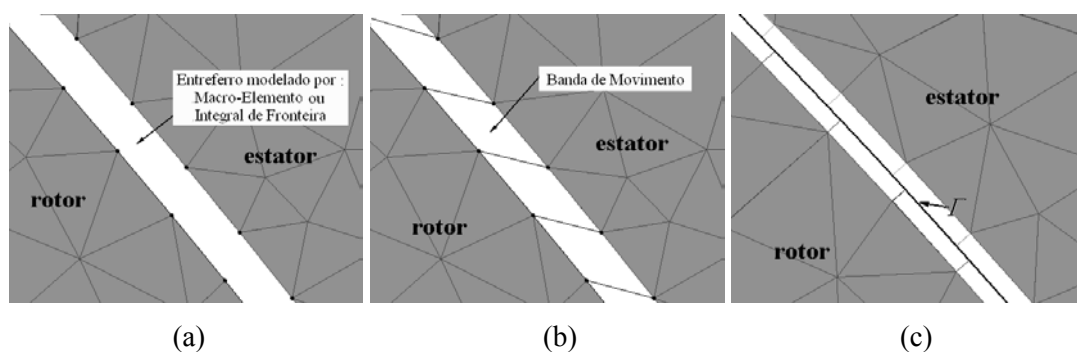 Entreferro modelado por :
Macro-Elemento ou
Integral de Fronteira
estator
rotor
Banda de Movimento
estator
rotor
estator
Γ
rotor
(a)
(b)
(c)